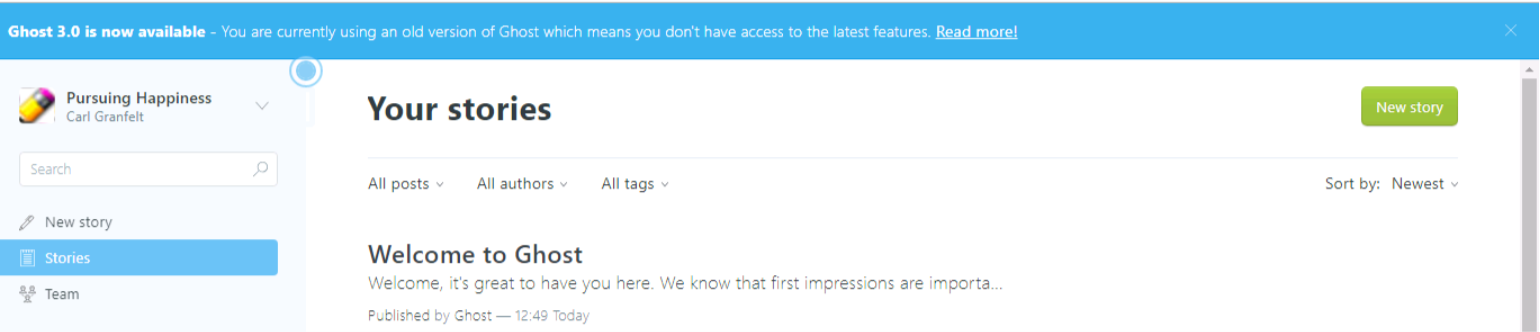 Ghost 3.0 is now available - You are currently using an old version of Ghost which means you don't have access to the latest features. Read more!
Pursuing Happiness
Carl Granfelt
Search
New story
Stories
Team
Your stories
New story
All posts
All authors
All tags
Sort by: Newest
Welcome to Ghost
Welcome, it's great to have you here. We know that first impressions are importa...
Published by Ghost — 12:49 Today